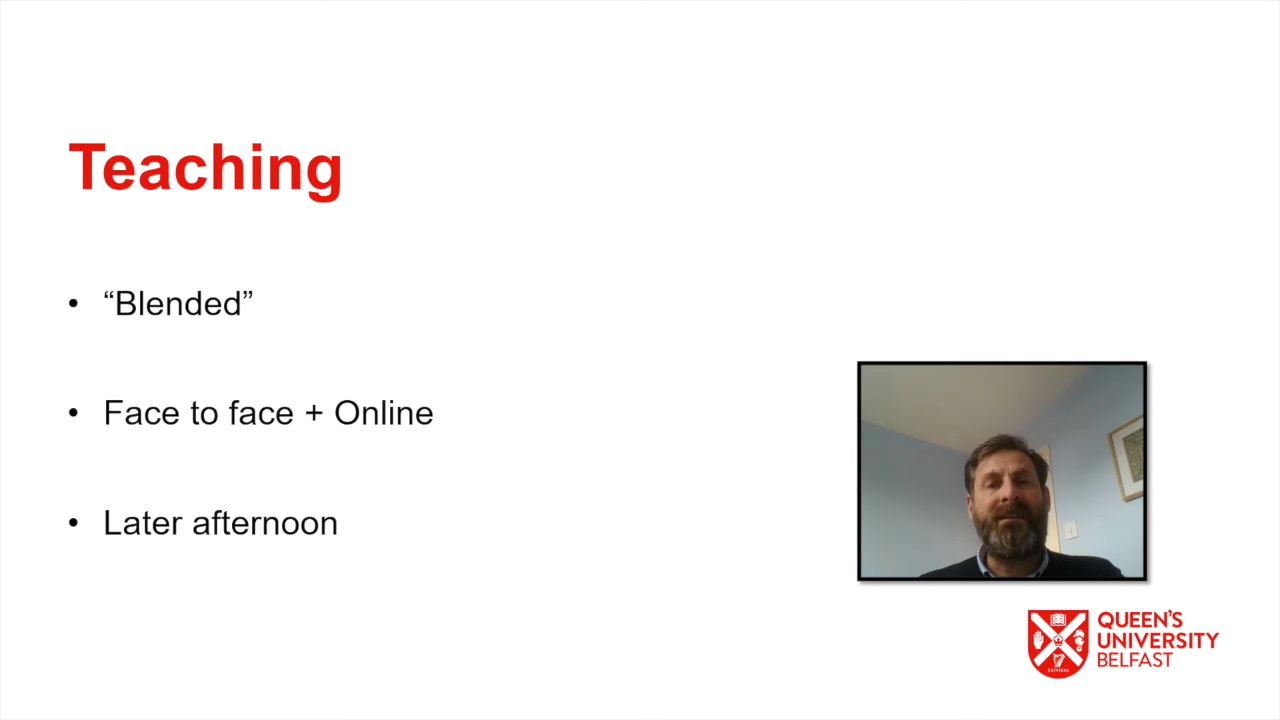 Teaching
• “Blended”
• Face to face + Online
• Later afternoon
QUEEN'S
UNIVERSITY
BELFAST